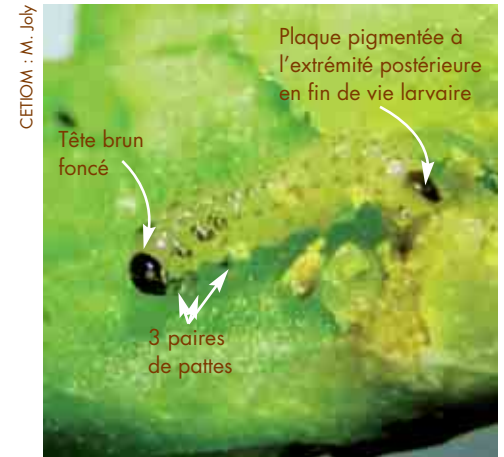 CETIOM : M. Joly
Plaque pigmentée à
l'extrémité postérieure
en fin de vie larvaire
Tête brun
foncé
3 paires
de pattes